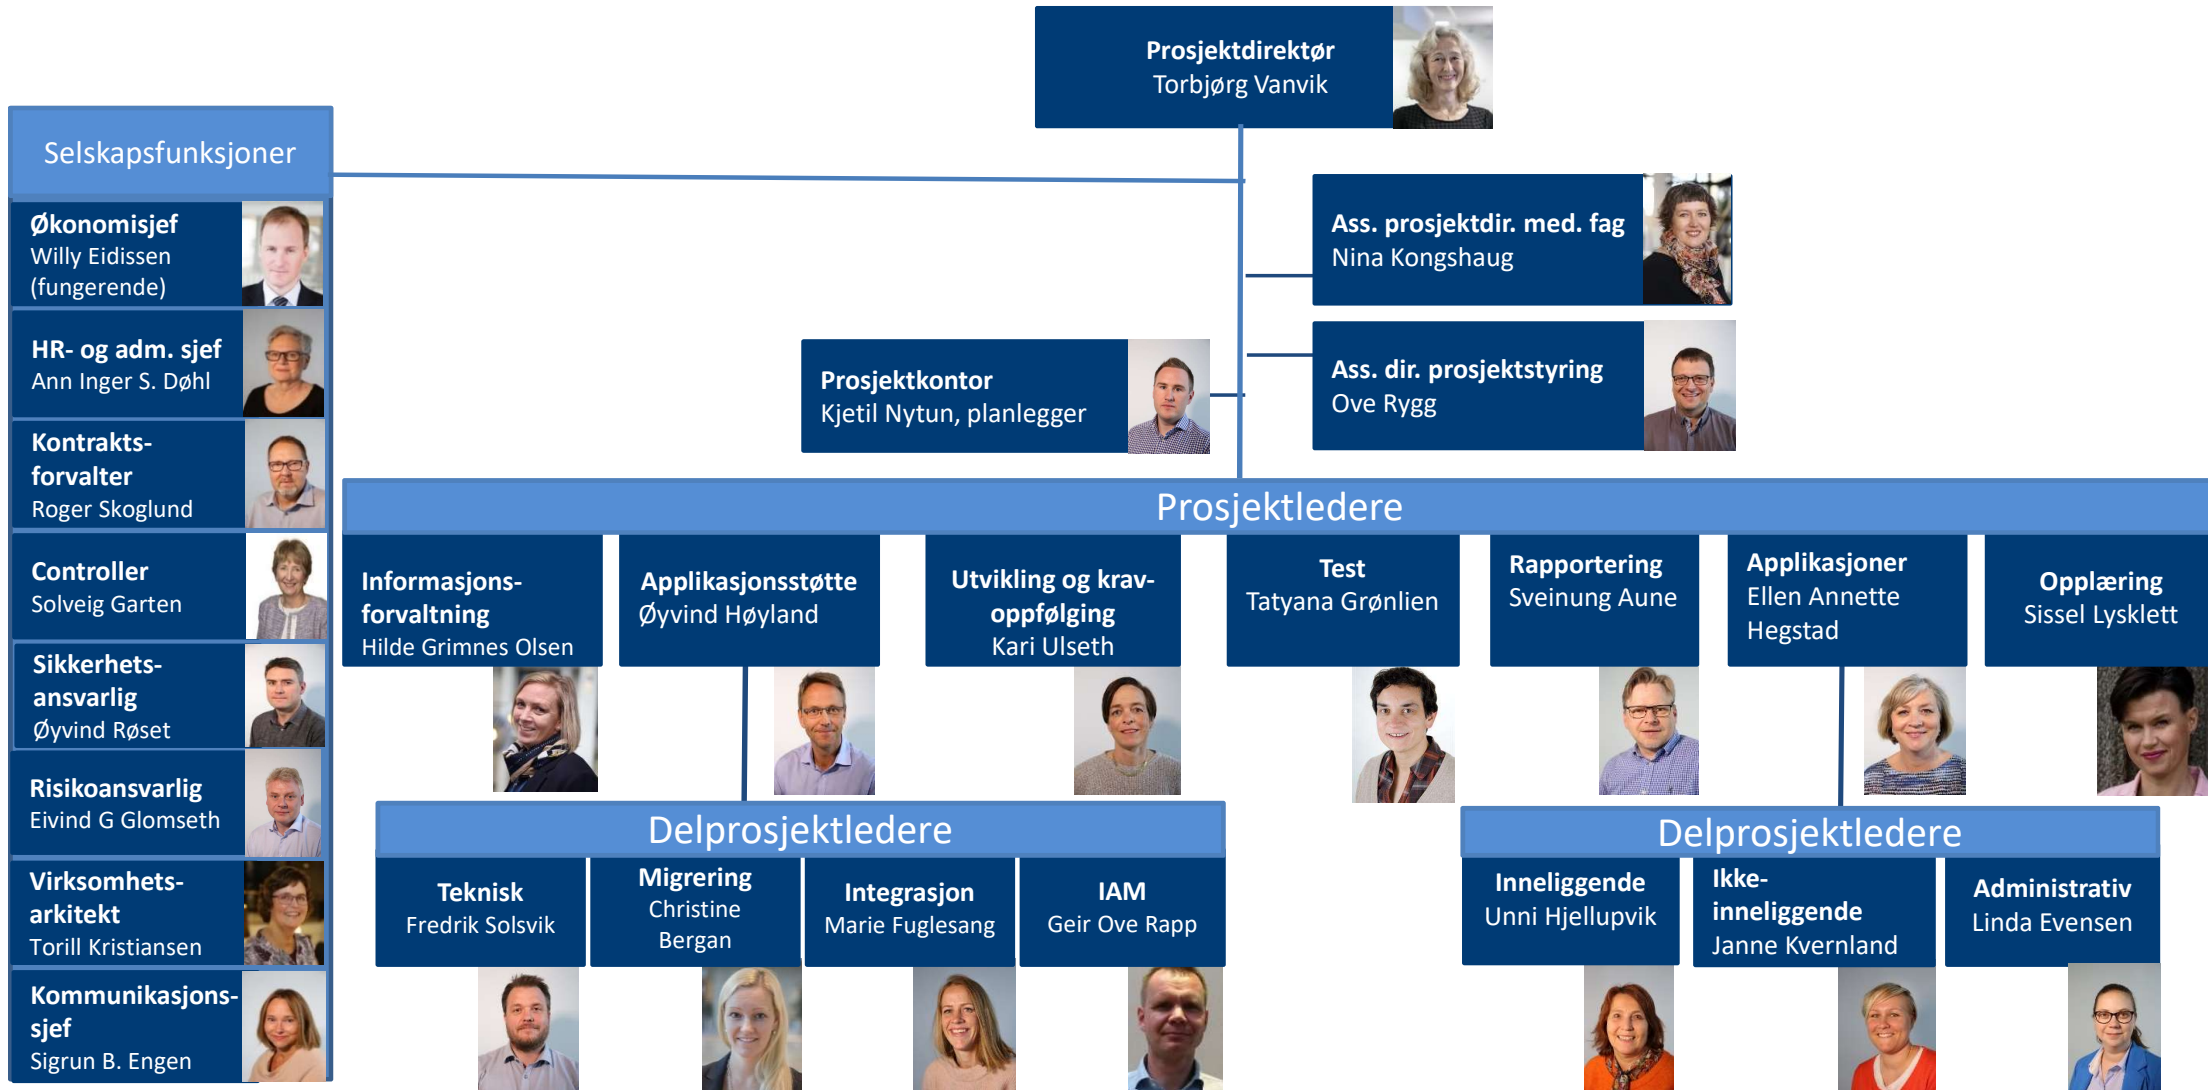 Prosjektdirektør
Torbjørg Vanvik
Selskapsfunksjoner
Økonomisjef
Willy Eidissen
(fungerende)
HR- og adm. sjef
Ann Inger S. Døhl
Kontrakts-
forvalter
Roger Skoglund
Controller
Solveig Garten
Sikkerhets-
ansvarlig
Øyvind Røset
Risikoansvarlig
Eivind G Glomseth
Virksomhets-
arkitekt
Torill Kristiansen
Kommunikasjons-
sjef
Sigrun B. Engen
Ass. prosjektdir. med. fag
Nina Kongshaug
Ass. dir. prosjektstyring
Ove Rygg
Prosjektkontor
Kjetil Nytun, planlegger
Prosjektledere
Informasjons-
forvaltning
Hilde Grimnes Olsen
Applikasjonsstøtte
Øyvind Høyland
Utvikling og krav-
oppfølging
Kari Ulseth
Test
Tatyana Grønlien
Rapportering
Sveinung Aune
Applikasjoner
Ellen Annette
Hegstad
Opplæring
Sissel Lysklett
Delprosjektledere
Teknisk
Fredrik Solsvik
Migrering
Christine
Bergan
Integrasjon
Marie Fuglesang
IAM
Geir Ove Rapp
Delprosjektledere
Inneliggende
Unni Hjellupvik
Ikke-
inneliggende
Janne Kvernland
Administrativ
Linda Evensen